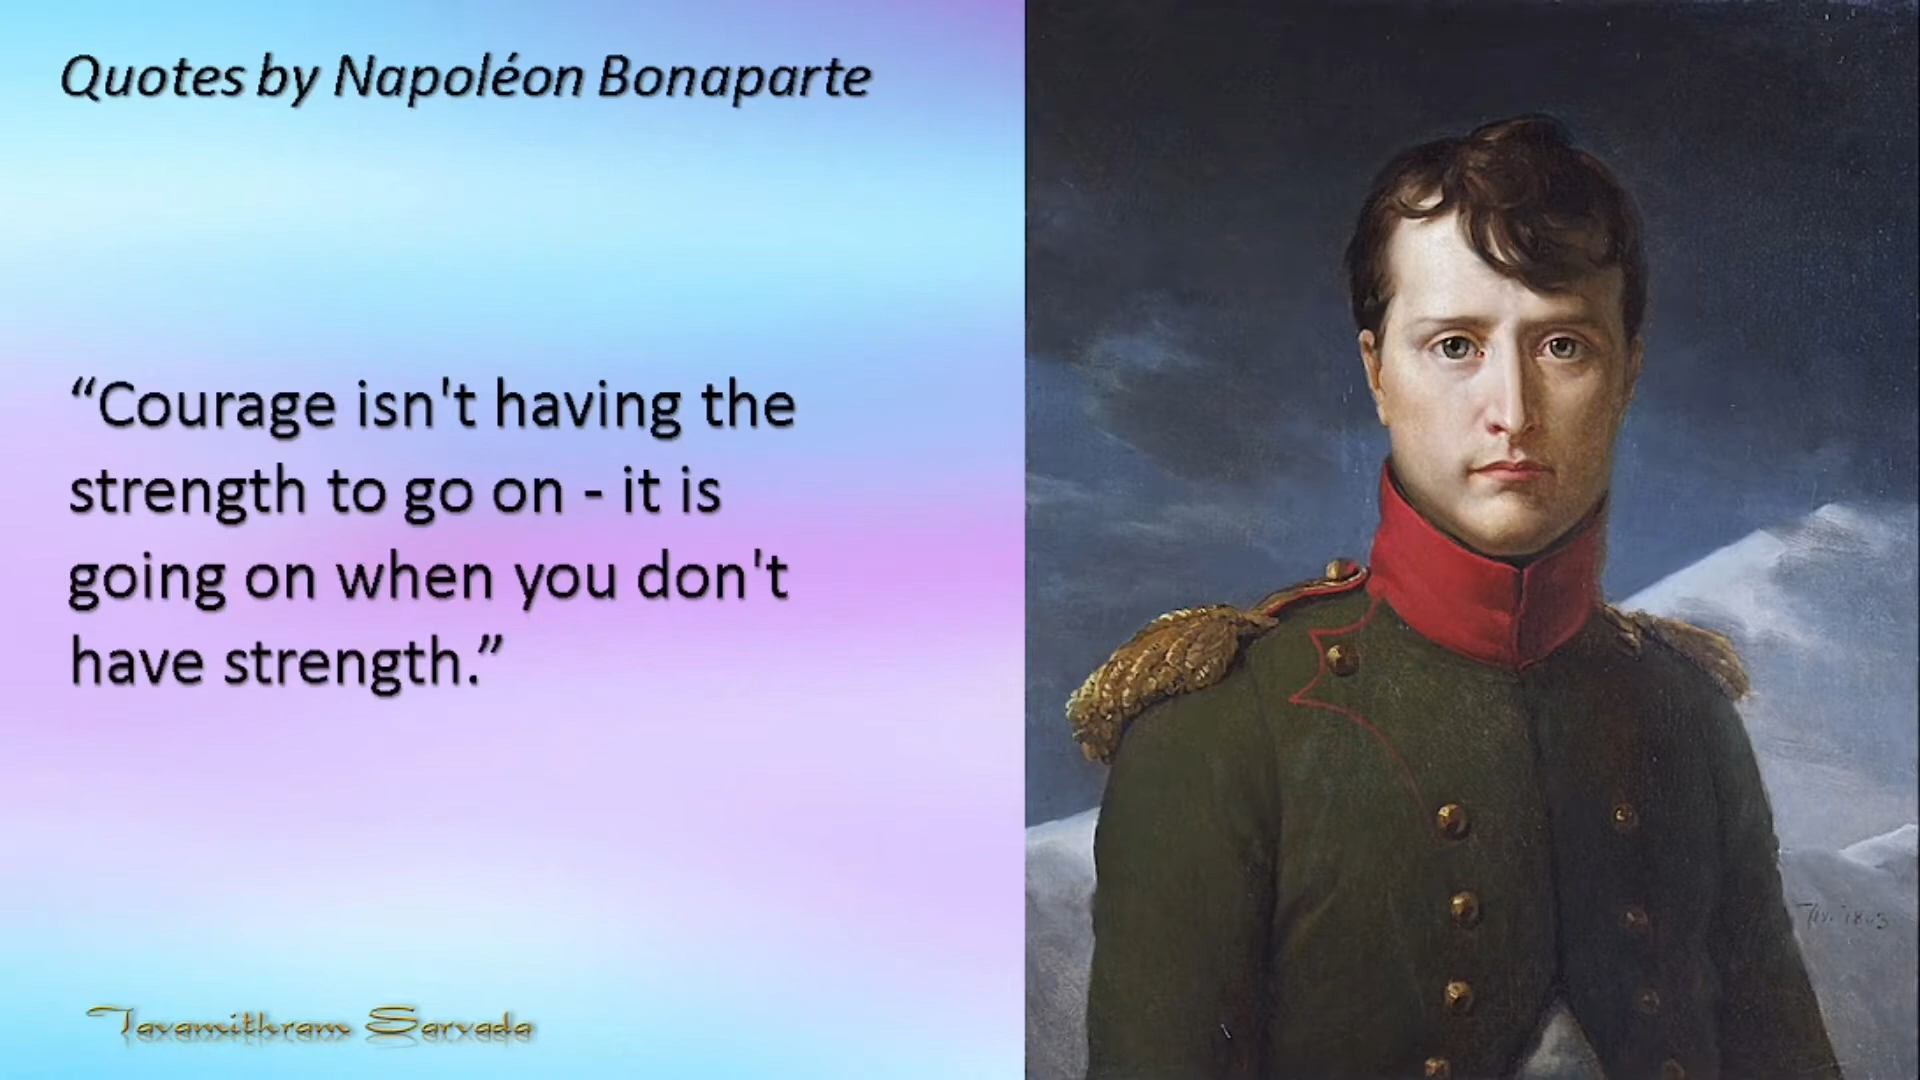 Quotes by Napoléon Bonaparte
“Courage isn't having the
strength to go on - it is
going on when you don't
have strength.”
Tavamithram Sarvada